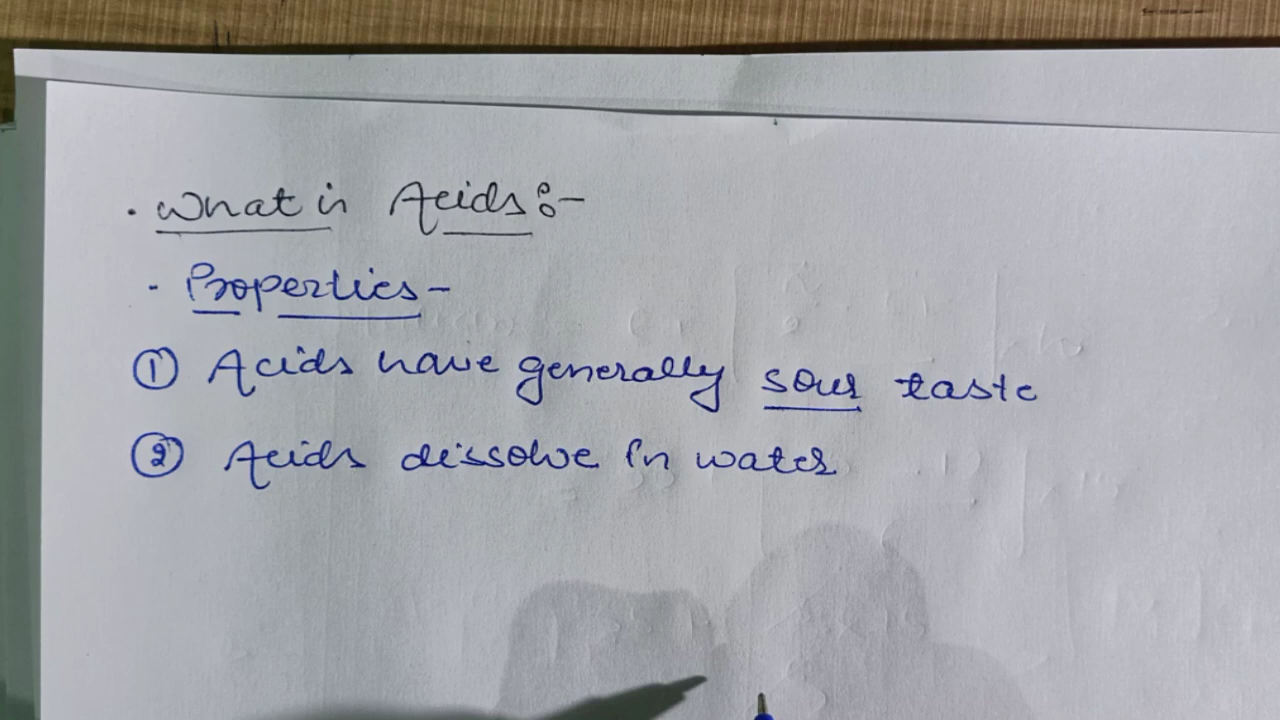 · What is Acids :-
· Properties -
① Acids have generally sour taste
② Acids dissolve in water